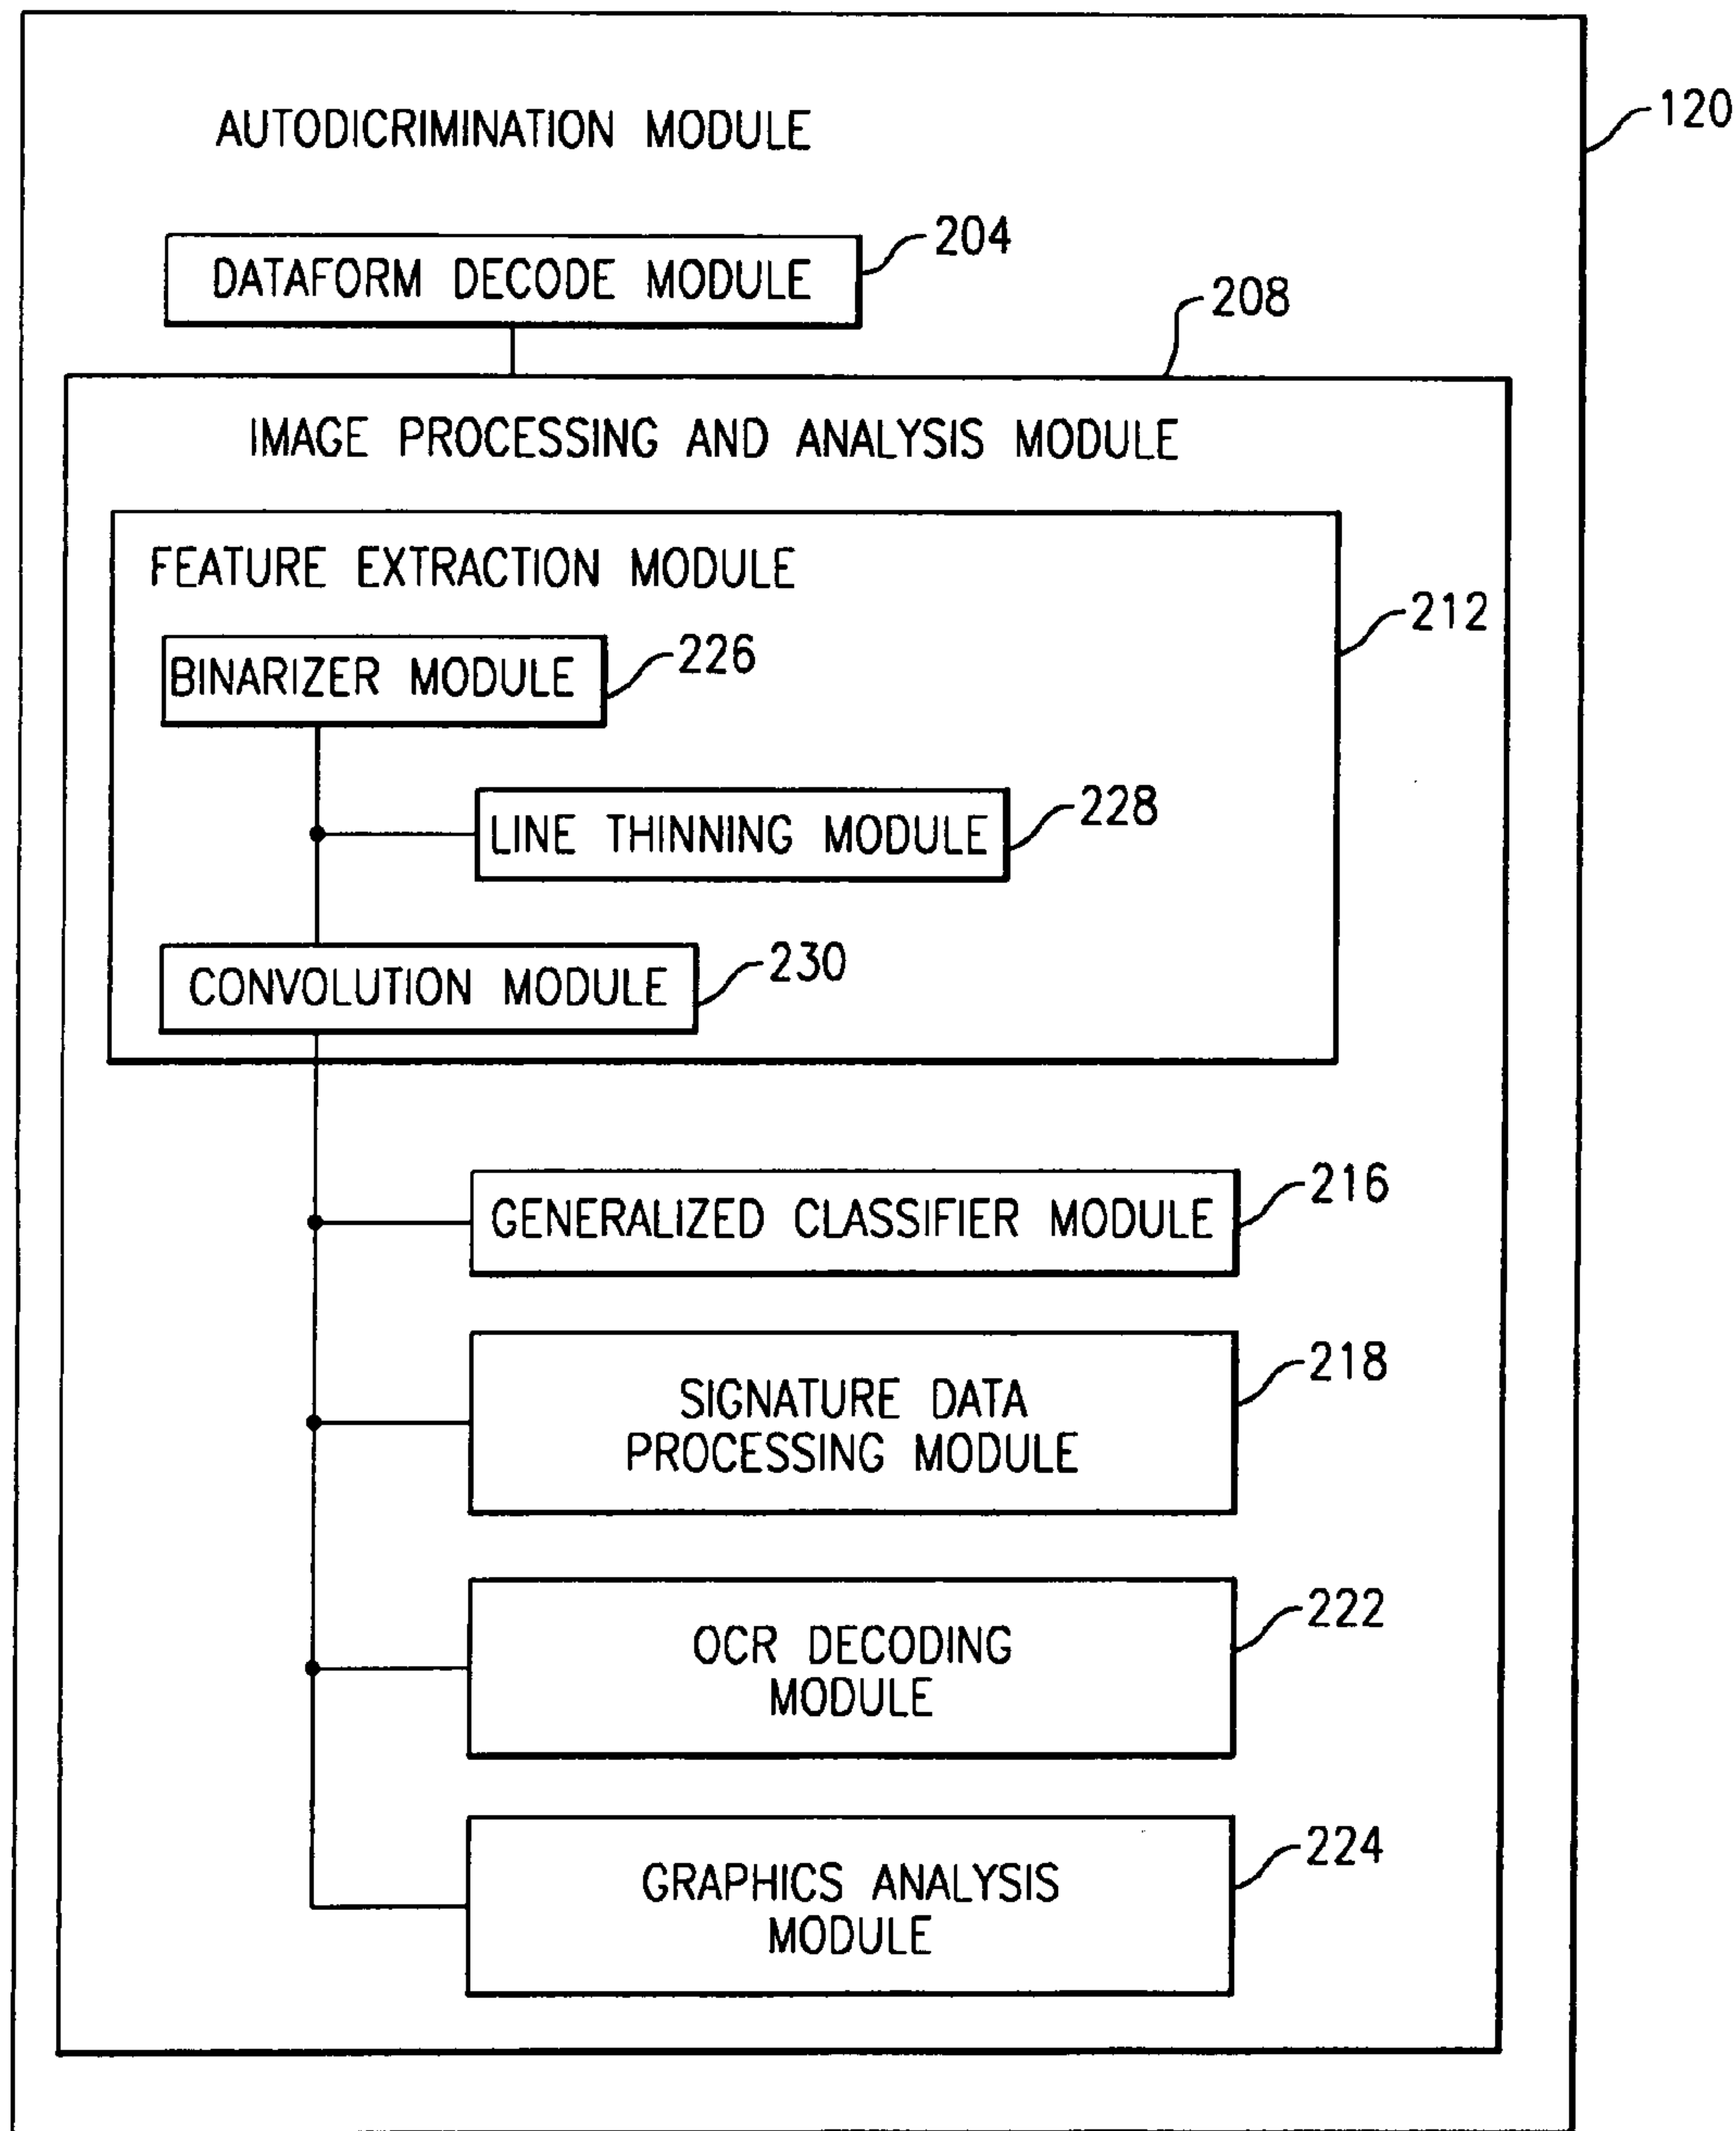 AUTODICRIMINATION MODULE
120
DATAFORM DECODE MODULE
204
208
IMAGE PROCESSING AND ANALYSIS MODULE
FEATURE EXTRACTION MODULE
212
BINARIZER MODULE
226
LINE THINNING MODULE
228
CONVOLUTION MODULE
230
GENERALIZED CLASSIFIER MODULE
216
SIGNATURE DATA
PROCESSING MODULE
218
OCR DECODING
MODULE
222
GRAPHICS ANALYSIS
MODULE
224